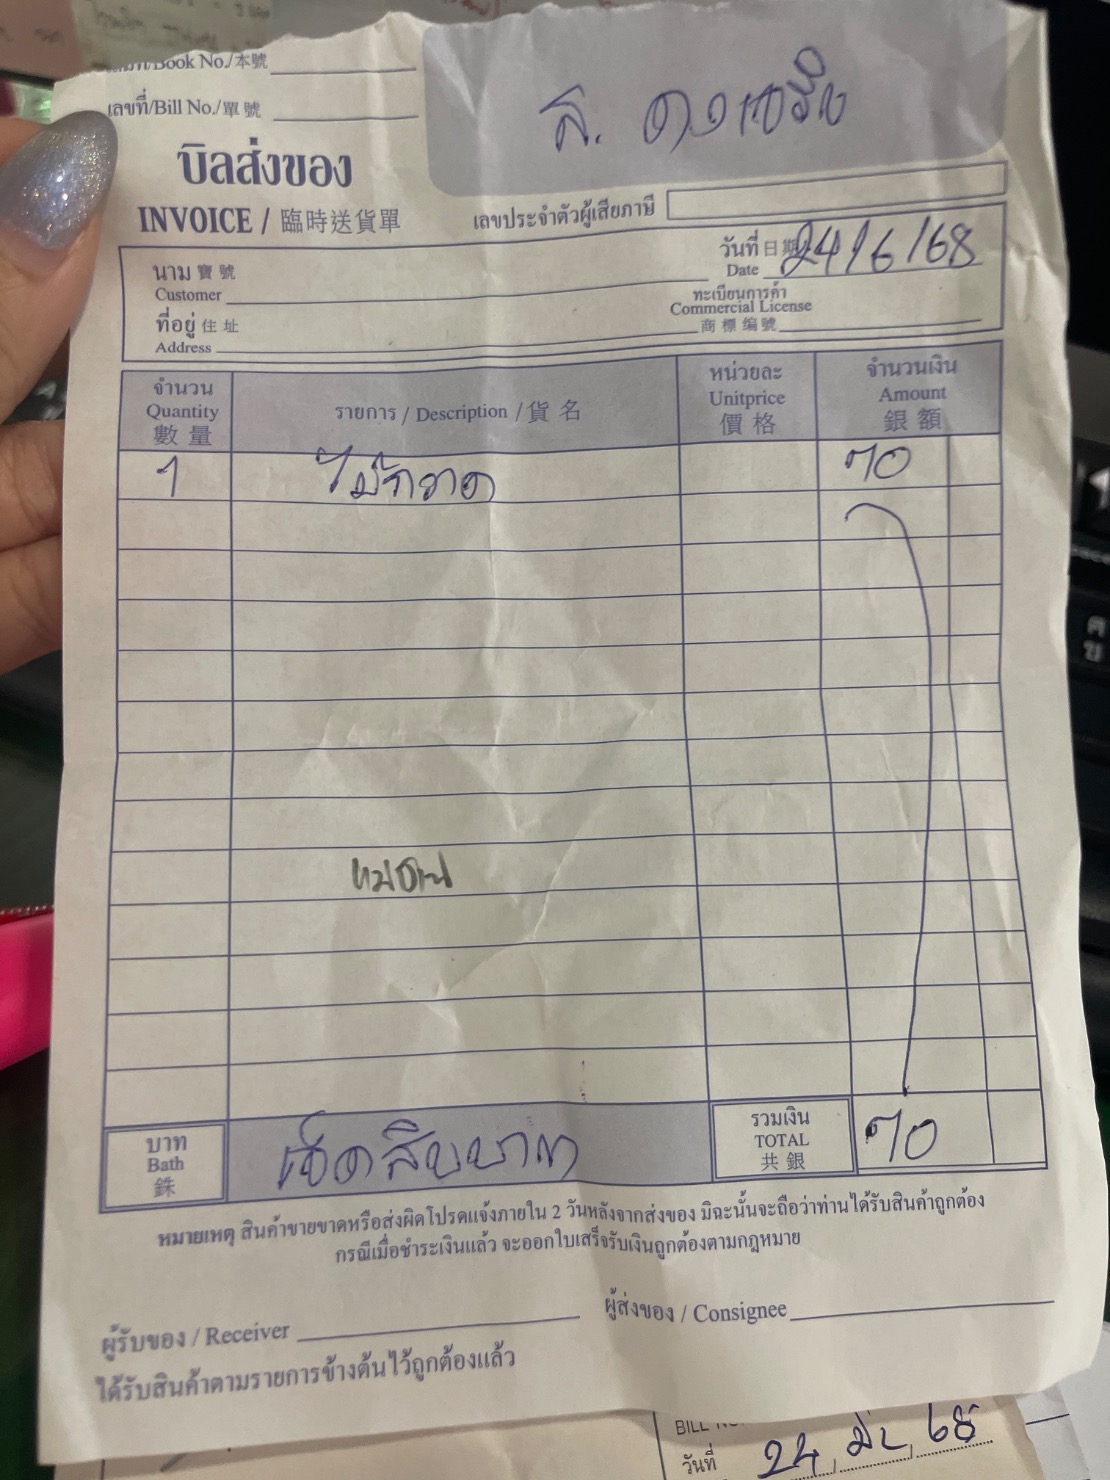 Book No./本號
เลขที่/Bill No./單號
ส.
บิลส่งของ
INVOICE / 臨時送貨單
เลขประจำตัวผู้เสียภาษี
นาม 寶號
Customer
วันที่ 日期
Date 24/6/68
ที่อยู่ 住址
Address
ทะเบียนการค้า
Commercial License
商標編號
จำนวน
Quantity
數量
รายการ / Description / 貨名
หน่วยละ
Unitprice
價格
จำนวนเงิน
Amount
銀額
1 ไม้กวาด 70
บาท
Bath
銖
เจ็ดสิบบาท
รวมเงิน
TOTAL
共銀
70
หมายเหตุ สินค้าขายขาดหรือส่งผิดโปรดแจ้งภายใน 2 วันหลังจากส่งของ มิฉะนั้นจะถือว่าท่านได้รับสินค้าถูกต้อง
กรณีเมื่อชำระเงินแล้ว จะออกใบเสร็จรับเงินถูกต้องตามกฎหมาย
ผู้รับของ / Receiver
ผู้ส่งของ / Consignee
ได้รับสินค้าตามรายการข้างต้นไว้ถูกต้องแล้ว
BILL
วันที่ 24 มิ.ย. 68